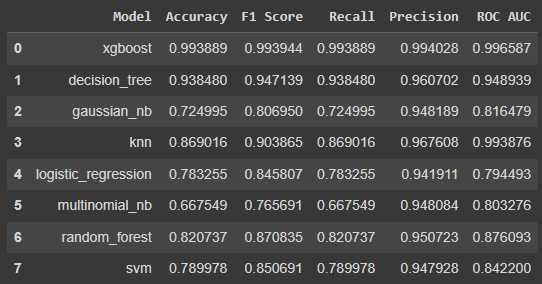 Model Accuracy F1 Score Recall Precision ROC AUC
0 xgboost 0.993889 0.993944 0.993889 0.994028 0.996587
1 decision_tree 0.938480 0.947139 0.938480 0.960702 0.948939
2 gaussian_nb 0.724995 0.806950 0.724995 0.948189 0.816479
3 knn 0.869016 0.903865 0.869016 0.967608 0.993876
4 logistic_regression 0.783255 0.845807 0.783255 0.941911 0.794493
5 multinomial_nb 0.667549 0.765691 0.667549 0.948084 0.803276
6 random_forest 0.820737 0.870835 0.820737 0.950723 0.876093
7 svm 0.789978 0.850691 0.789978 0.947928 0.842200